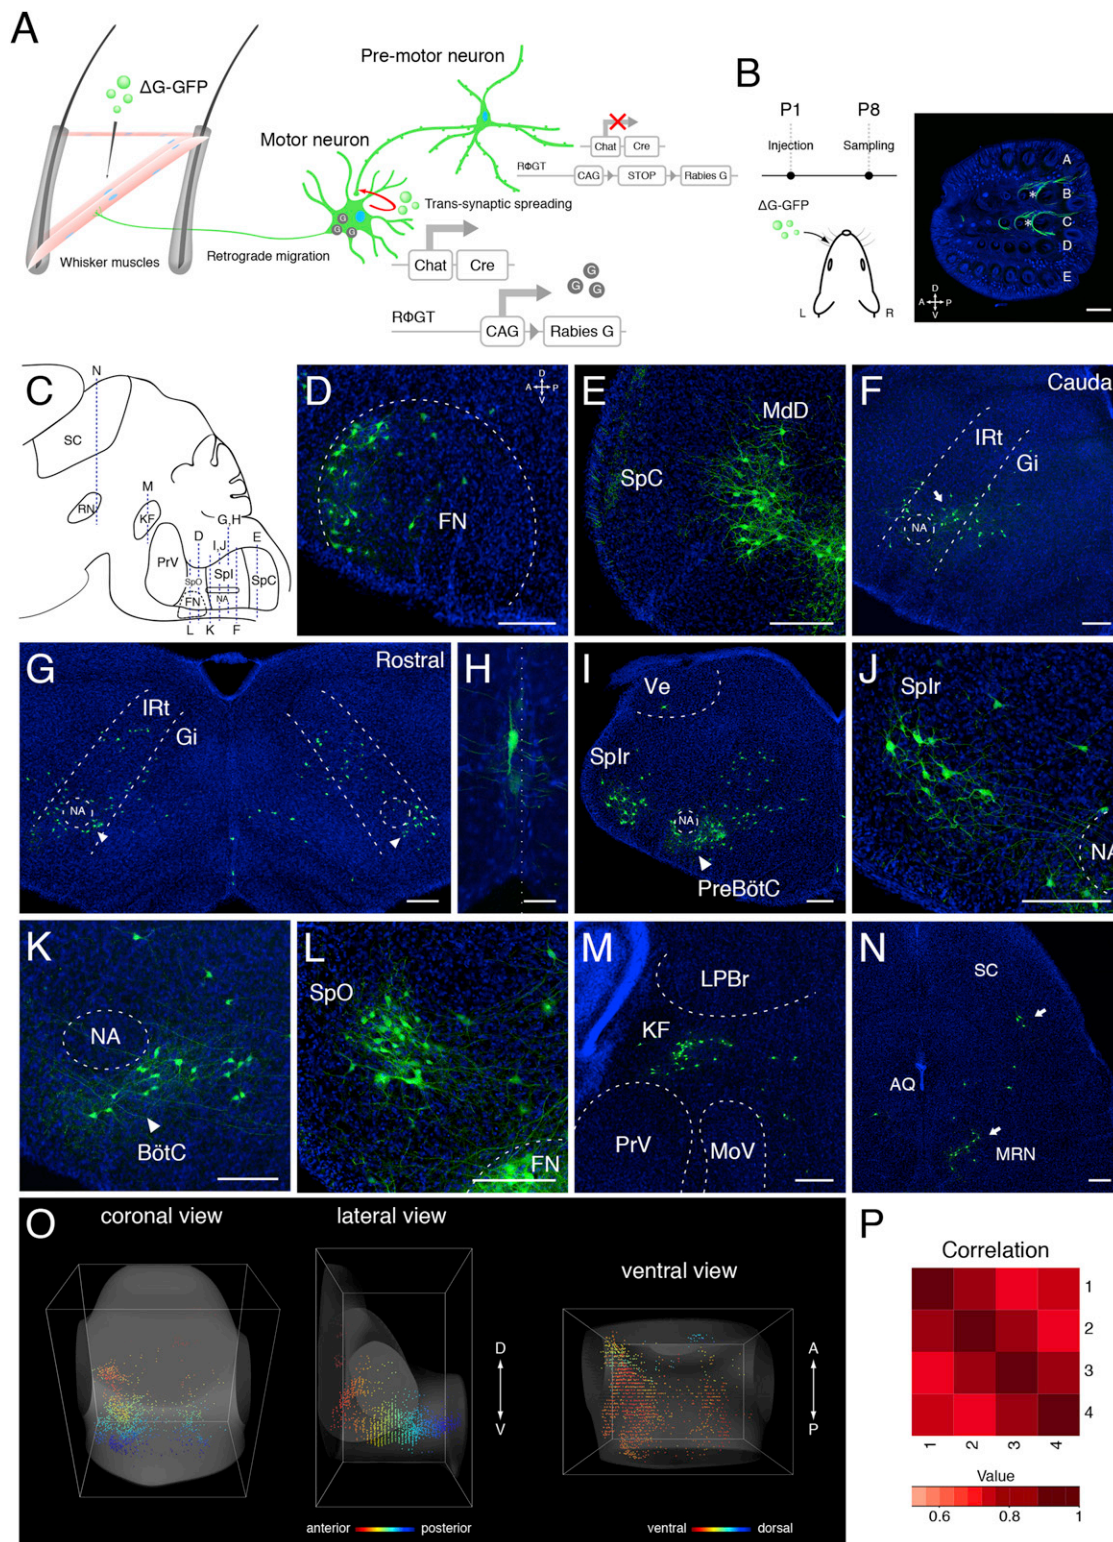 A
ΔG-GFP
Pre-motor neuron
Motor neuron
Chat Cre
RΦGT
CAG STOP Rabies G
G
G G
Trans-synaptic spreading
Whisker muscles
Retrograde migration
Chat Cre
G G
G
RΦGT
CAG Rabies G
B
P1 P8
Injection Sampling
ΔG-GFP
L R
A
B
*
C
*
D
E
D
A P
V
C
N
SC
RN
M
KF
G,H
D
E
I,J
PrV
SpO
SpI
SpC
FN
NA
L K F
D
D
A P
V
FN
E
MdD
SpC
F
Cauda
IRt
Gi
NA
G
Rostral
IRt
Gi
NA
H
I
Ve
SpIr
NA
PreBötC
J
SpIr
NA
K
NA
BötC
L
SpO
FN
M
LPBr
KF
PrV
MoV
N
SC
AQ
MRN
O
coronal view
lateral view
ventral view
D
V
A
P
anterior posterior
ventral dorsal
P
Correlation
1
2
3
4
1 2 3 4
Value
0.6 0.8 1